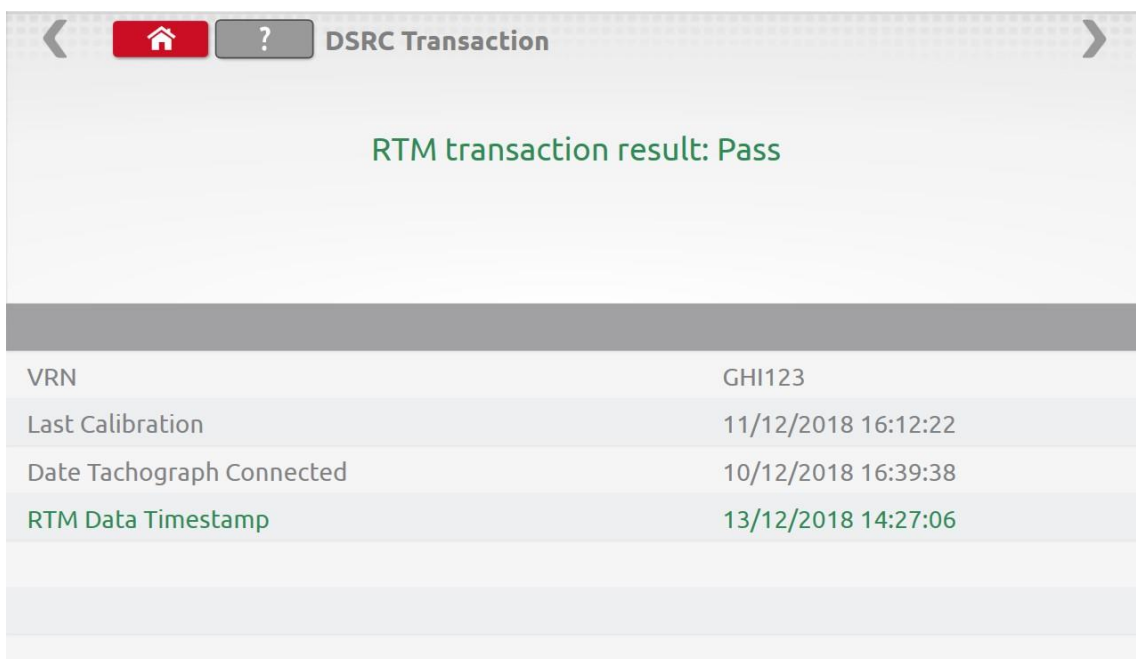 ? DSRC Transaction
RTM transaction result: Pass
VRN GHI123
Last Calibration 11/12/2018 16:12:22
Date Tachograph Connected 10/12/2018 16:39:38
RTM Data Timestamp 13/12/2018 14:27:06